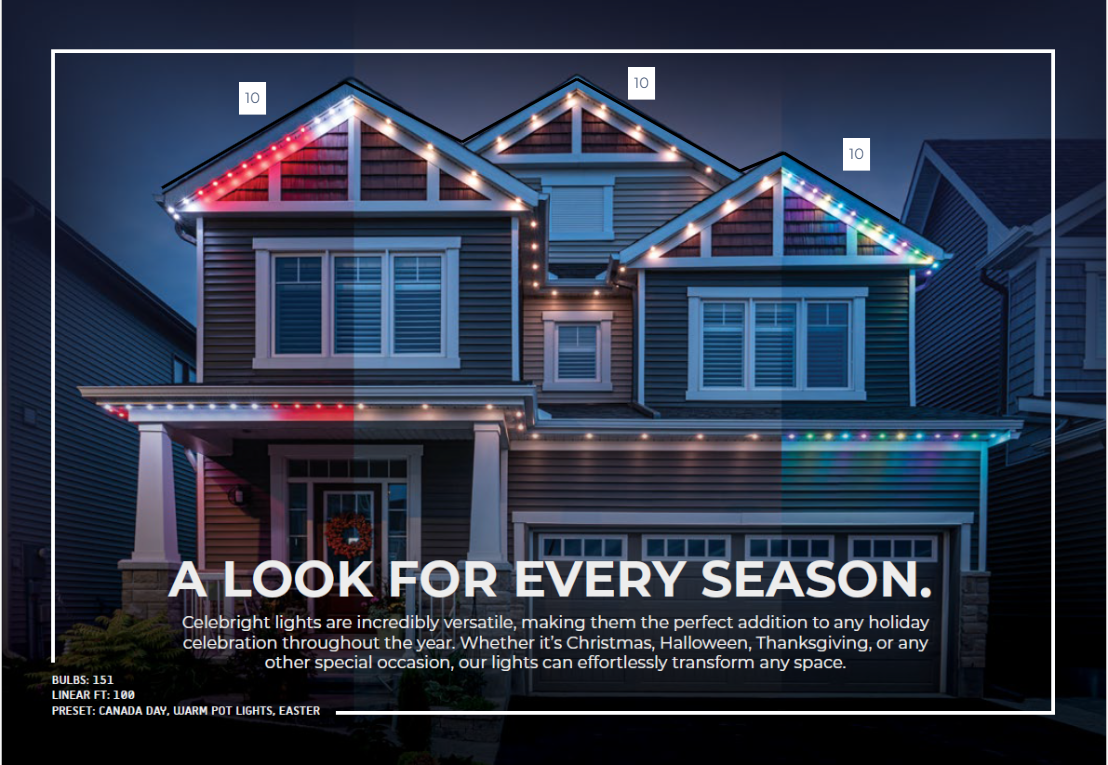 10
10
10
A LOOK FOR EVERY SEASON.
Celebright lights are incredibly versatile, making them the perfect addition to any holiday
celebration throughout the year. Whether it's Christmas, Halloween, Thanksgiving, or any
other special occasion, our lights can effortlessly transform any space.
BULBS: 151
LINEAR FT: 100
PRESET: CANADA DAY, WARM POT LIGHTS, EASTER